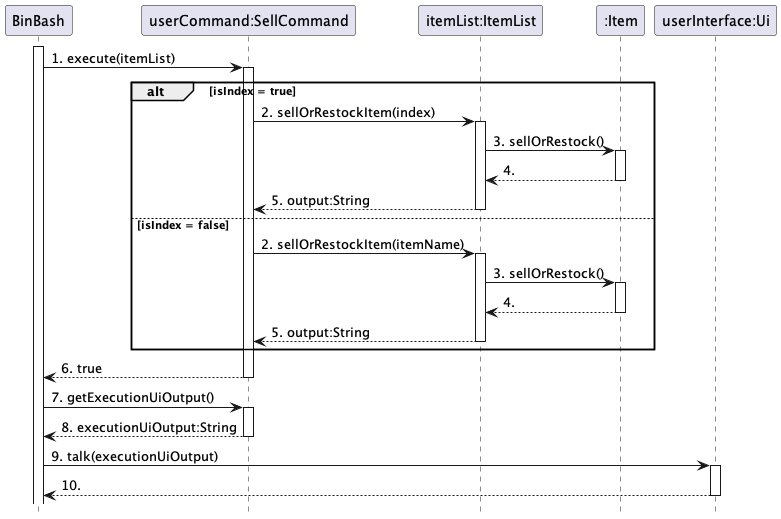 BinBash
userCommand:SellCommand
itemList:ItemList
:Item
userInterface:Ui
1. execute(itemList)
alt
[isIndex = true]
2. sellOrRestockItem(index)
3. sellOrRestock()
4.
5. output:String
[isIndex = false]
2. sellOrRestockItem(itemName)
3. sellOrRestock()
4.
5. output:String
6. true
7. getExecutionUiOutput()
8. executionUiOutput:String
9. talk(executionUiOutput)
10.